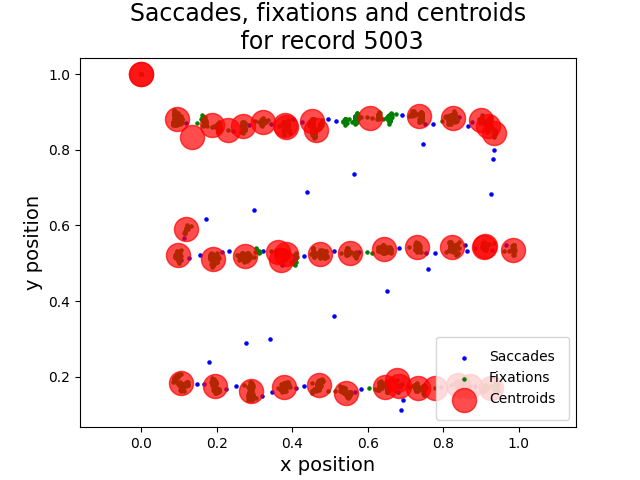 Saccades, fixations and centroids
for record 5003
y position
1.0
0.8
0.6
0.4
0.2
Saccades
Fixations
Centroids
0.0 0.2 0.4 0.6 0.8 1.0
x position